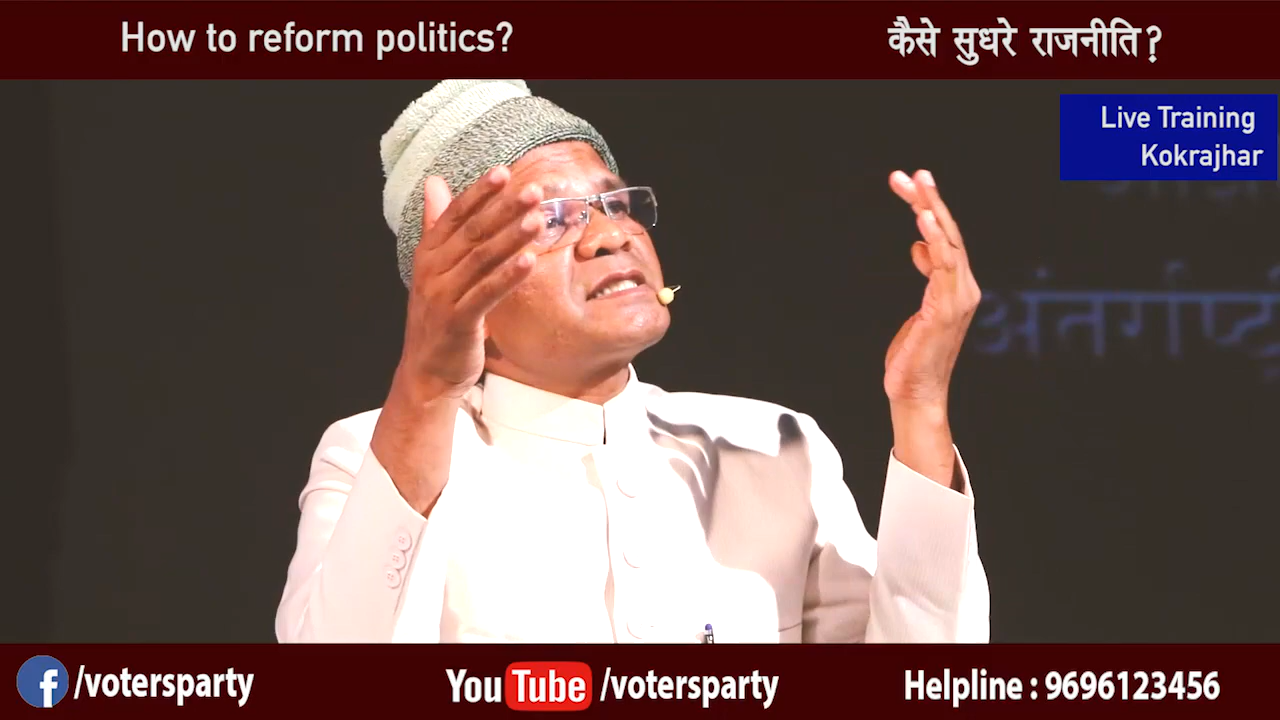 How to reform politics?
कैसे सुधरे राजनीति?
Live Training
Kokrajhar
f /votersparty
YouTube /votersparty
Helpline : 9696123456